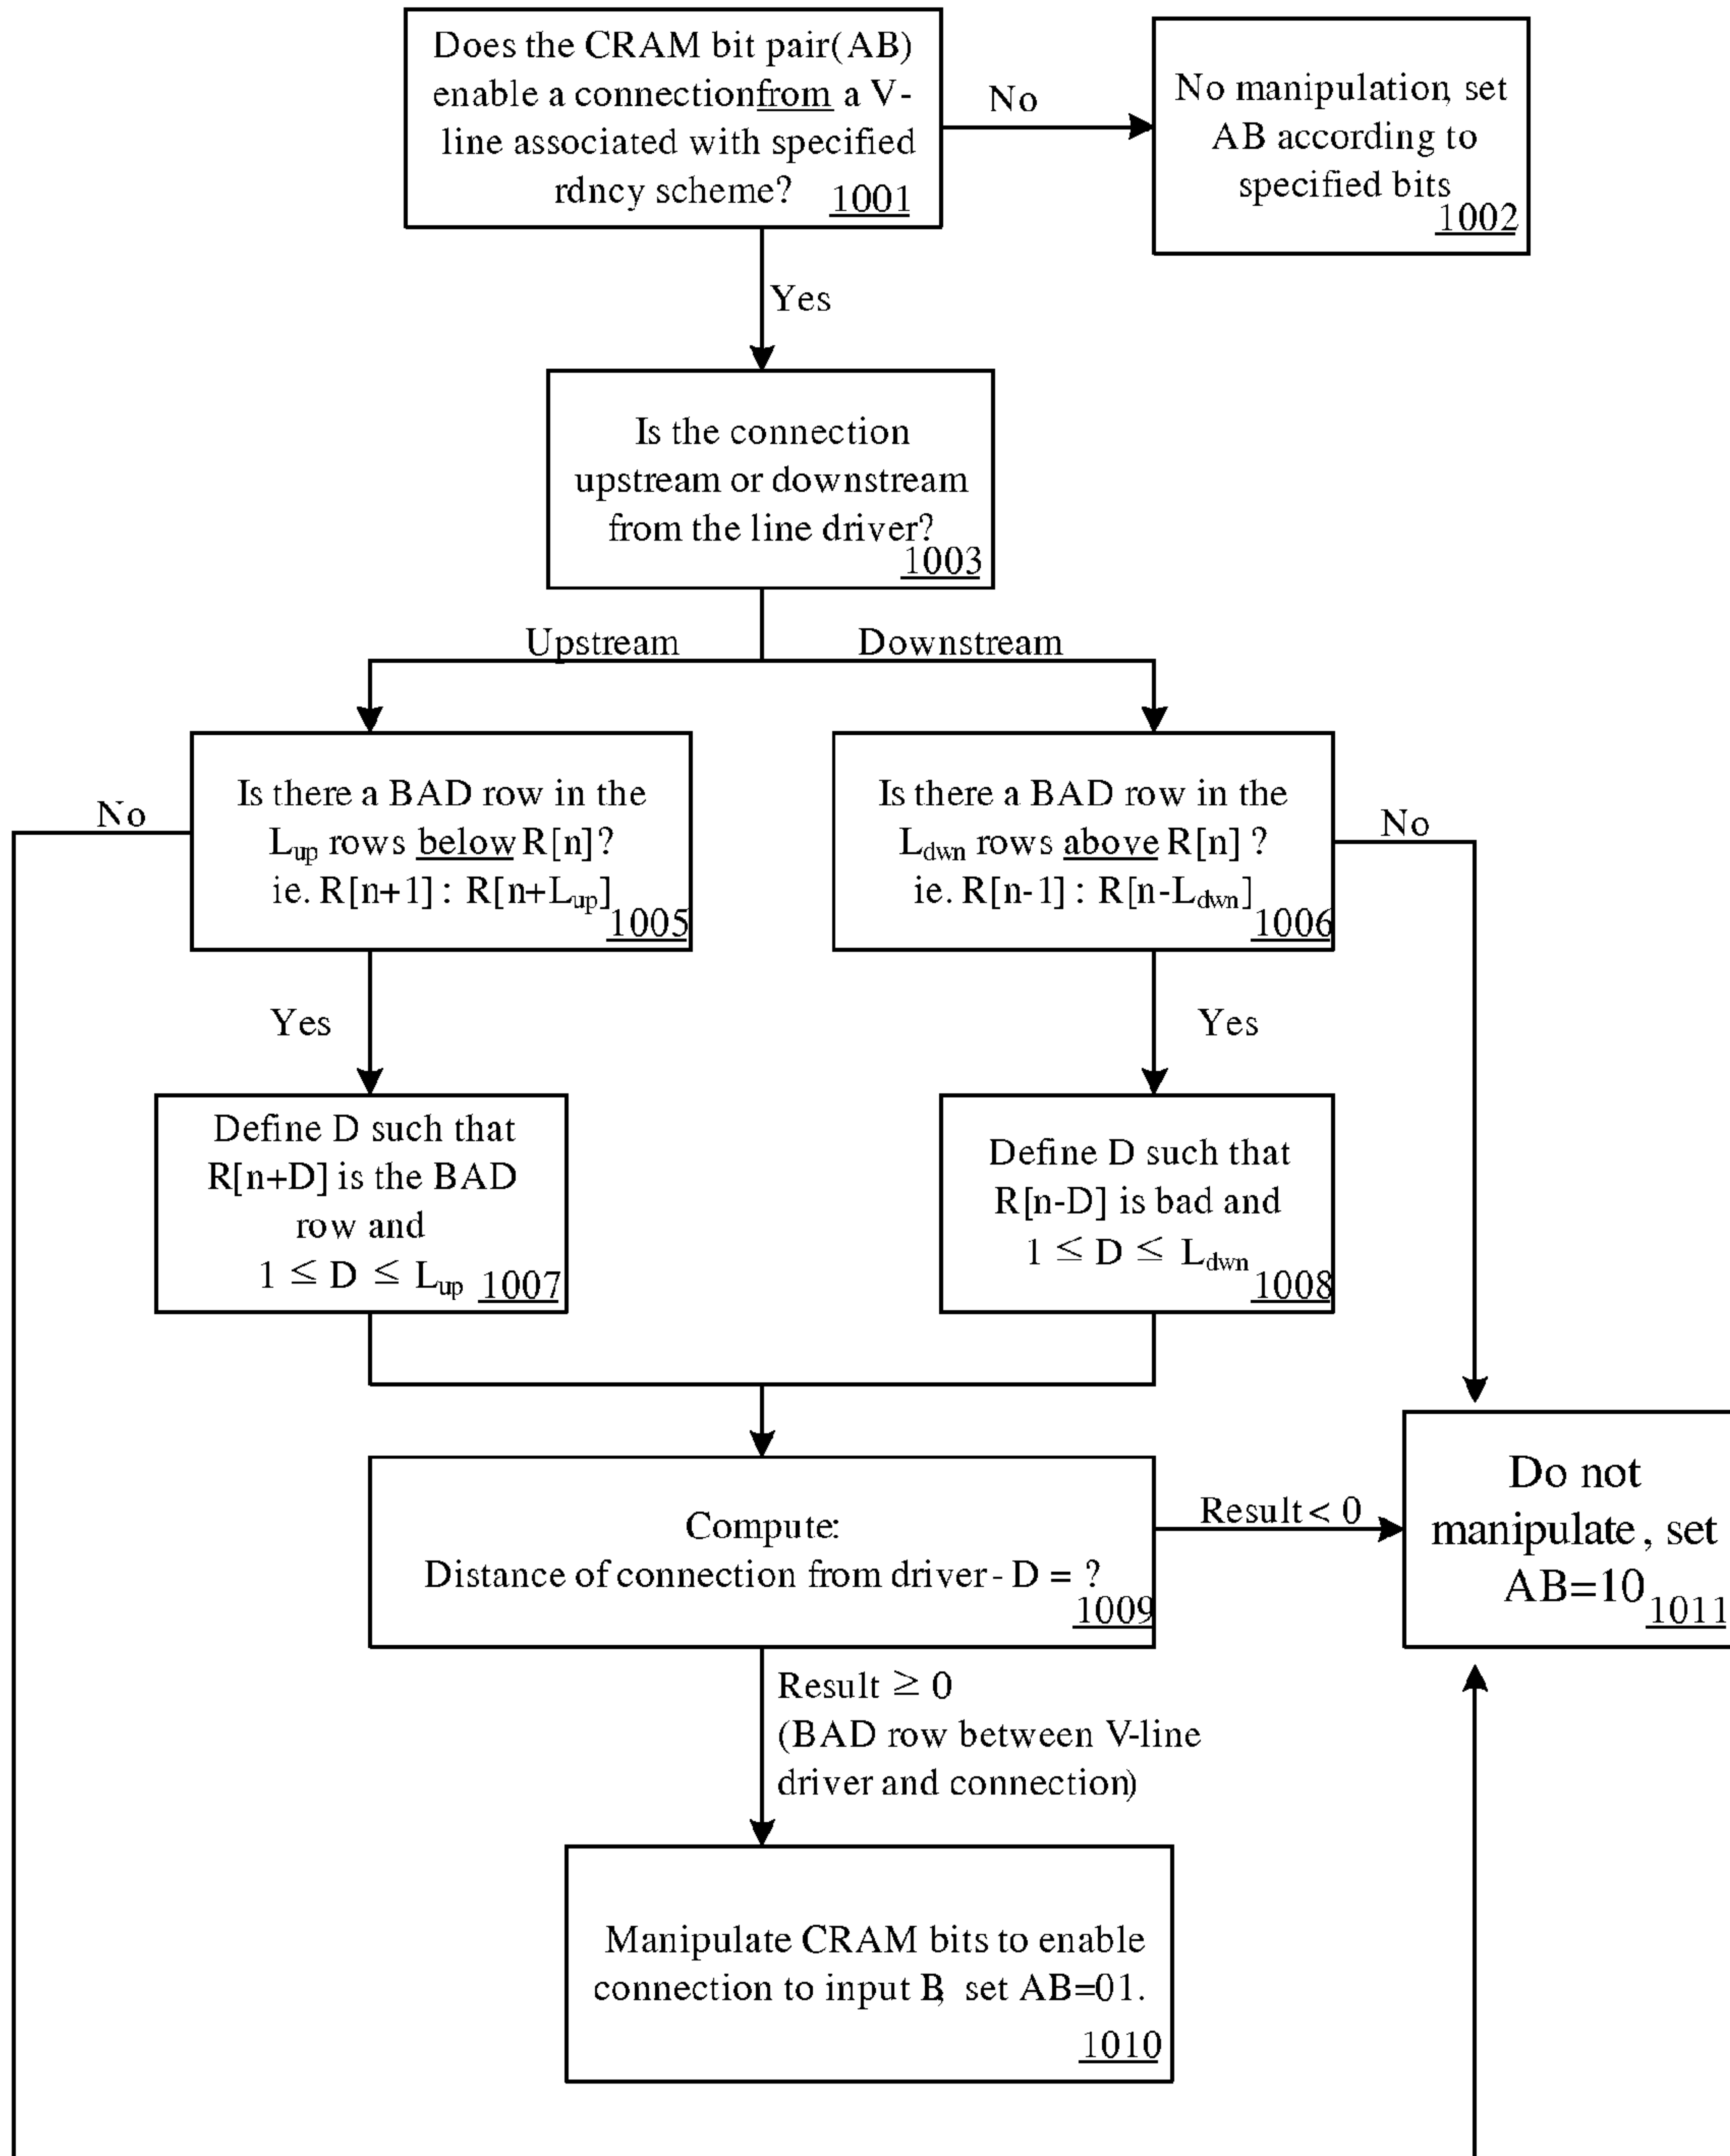 Does the CRAM bit pair(AB)
enable a connection from a V-
line associated with specified
rdncy scheme? 1001
No
No manipulation, set
AB according to
specified bits
1002
Yes
Is the connection
upstream or downstream
from the line driver?
1003
Upstream
Downstream
No
Is there a BAD row in the
Lup rows below R[n]?
ie. R[n+1] : R[n+Lup]
1005
Is there a BAD row in the
Ldwn rows above R[n] ?
ie. R[n-1] : R[n-Ldwn]
1006
No
Yes
Yes
Define D such that
R[n+D] is the BAD
row and
1 ≤ D ≤ Lup 1007
Define D such that
R[n-D] is bad and
1 ≤ D ≤ Ldwn
1008
Compute:
Distance of connection from driver - D = ?
1009
Result < 0
Do not
manipulate, set
AB=10
1011
Result ≥ 0
(BAD row between V-line
driver and connection)
Manipulate CRAM bits to enable
connection to input B, set AB=01.
1010